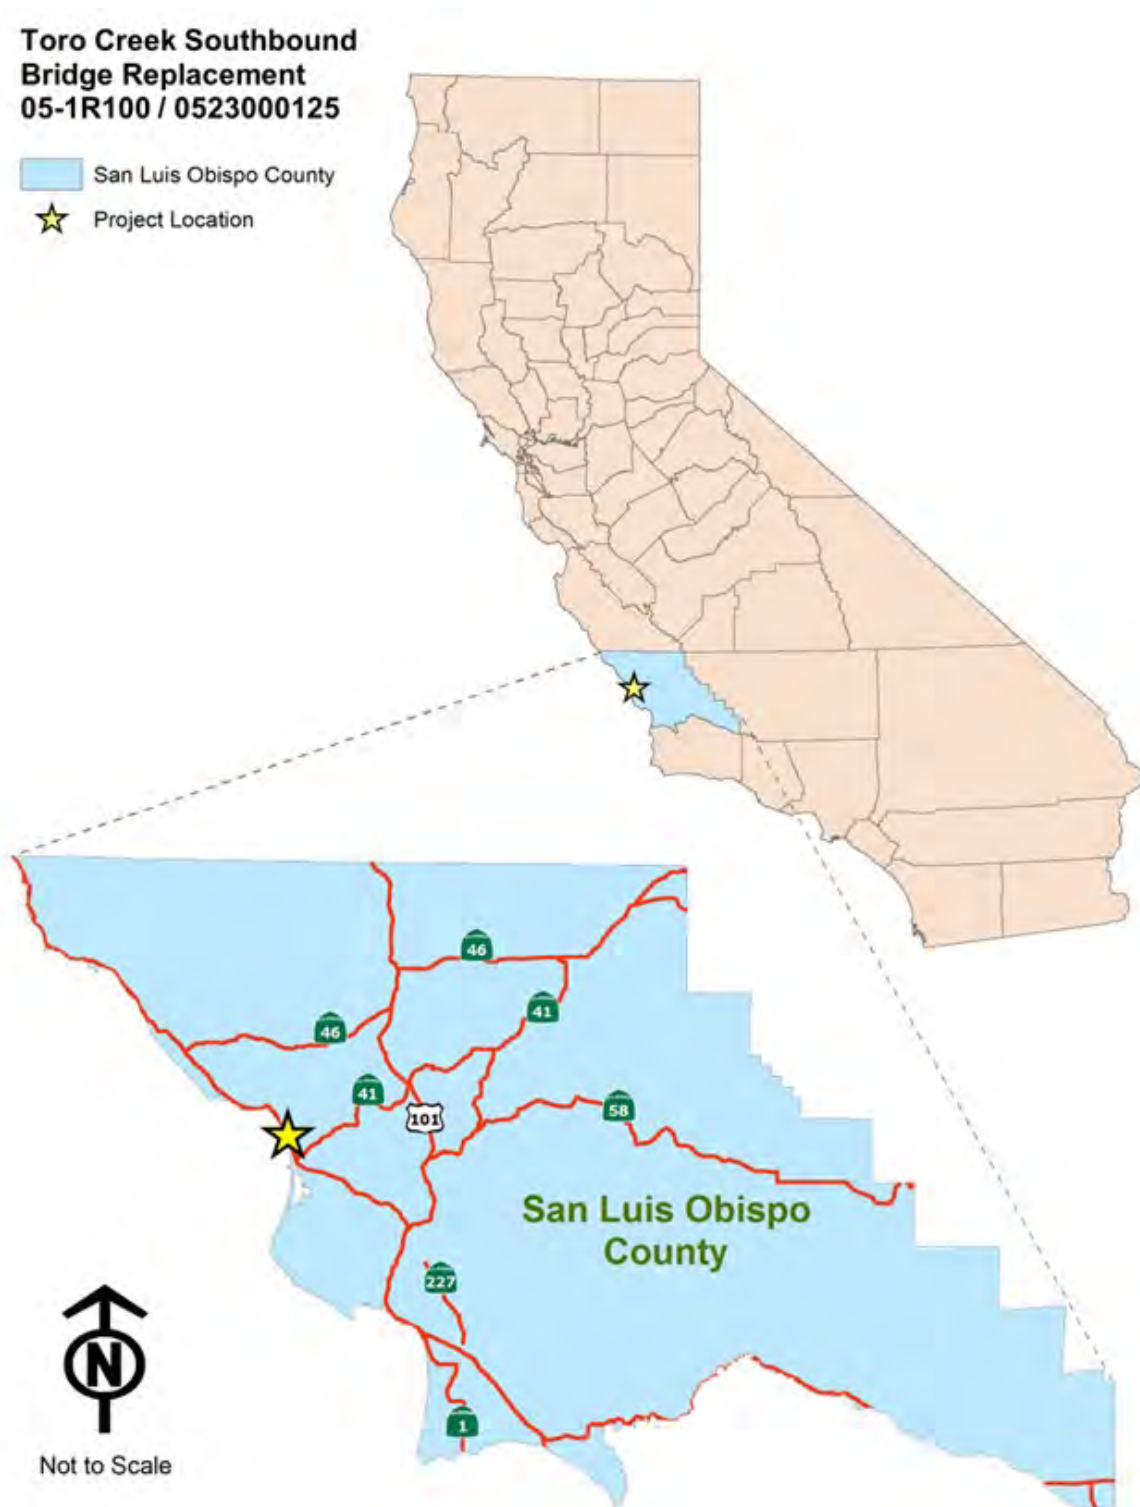 Toro Creek Southbound
Bridge Replacement
05-1R100 / 0523000125
San Luis Obispo County
Project Location
46
41
46
41
101
58
San Luis Obispo
County
227
1
N
Not to Scale